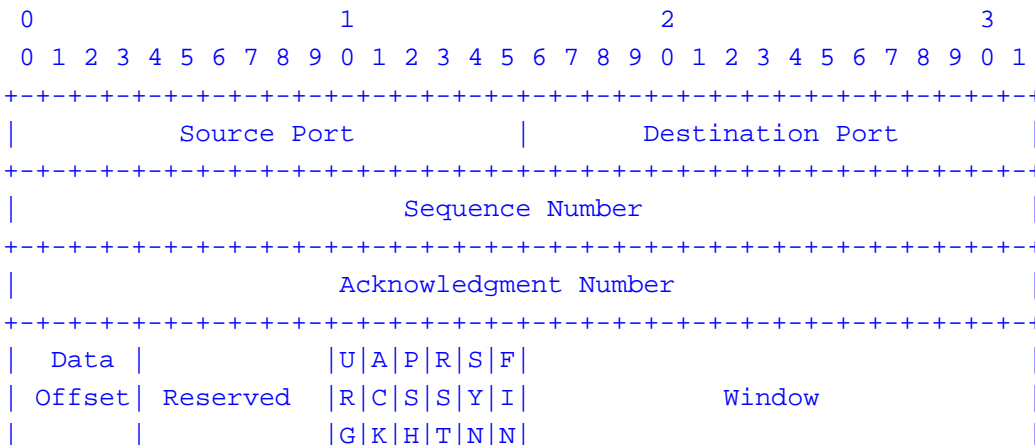 0                   1                   2                   3
0 1 2 3 4 5 6 7 8 9 0 1 2 3 4 5 6 7 8 9 0 1 2 3 4 5 6 7 8 9 0 1
+-+-+-+-+-+-+-+-+-+-+-+-+-+-+-+-+-+-+-+-+-+-+-+-+-+-+-+-+-+-+-+-+
|          Source Port          |       Destination Port        |
+-+-+-+-+-+-+-+-+-+-+-+-+-+-+-+-+-+-+-+-+-+-+-+-+-+-+-+-+-+-+-+-+
|                        Sequence Number                        |
+-+-+-+-+-+-+-+-+-+-+-+-+-+-+-+-+-+-+-+-+-+-+-+-+-+-+-+-+-+-+-+-+
|                    Acknowledgment Number                      |
+-+-+-+-+-+-+-+-+-+-+-+-+-+-+-+-+-+-+-+-+-+-+-+-+-+-+-+-+-+-+-+-+
|  Data |           |U|A|P|R|S|F|                               |
| Offset| Reserved  |R|C|S|S|Y|I|            Window             |
|       |           |G|K|H|T|N|N|                               |